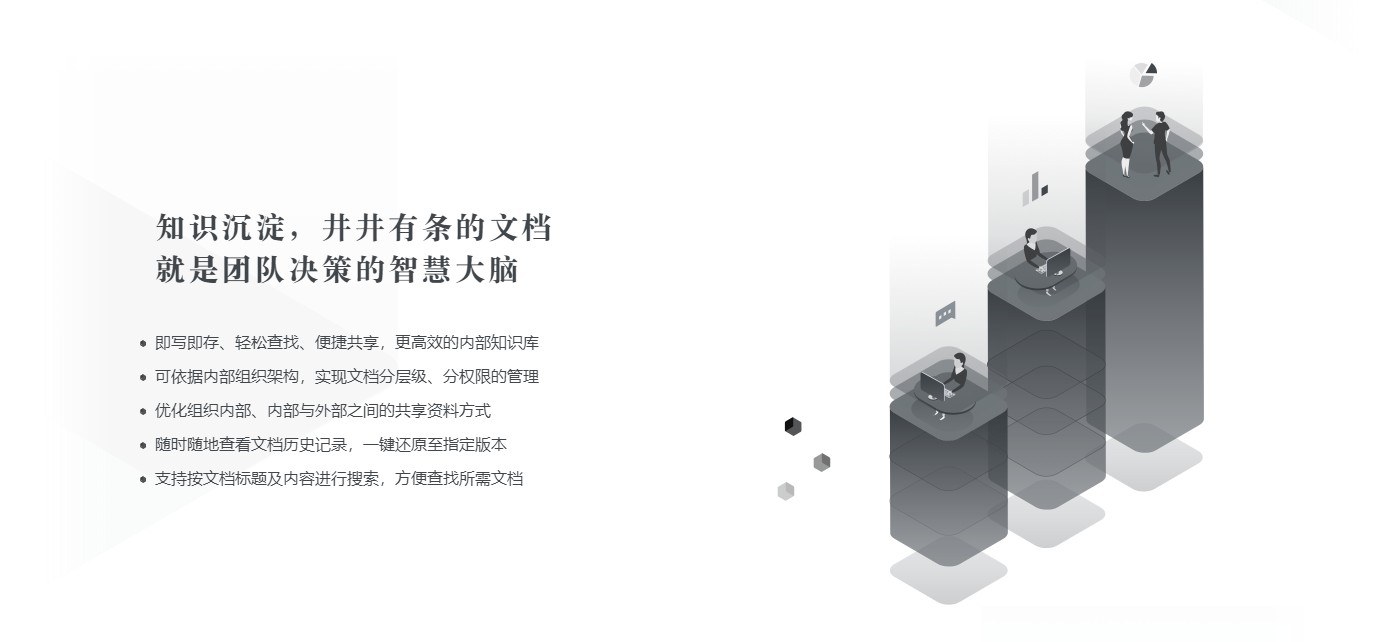 知识沉淀，井井有条的文档
就是团队决策的智慧大脑
即写即存、轻松查找、便捷共享，更高效的内部知识库
可依据内部组织架构，实现文档分层级、分权限的管理
优化组织内部、内部与外部之间的共享资料方式
随时随地查看文档历史记录，一键还原至指定版本
支持按文档标题及内容进行搜索，方便查找所需文档